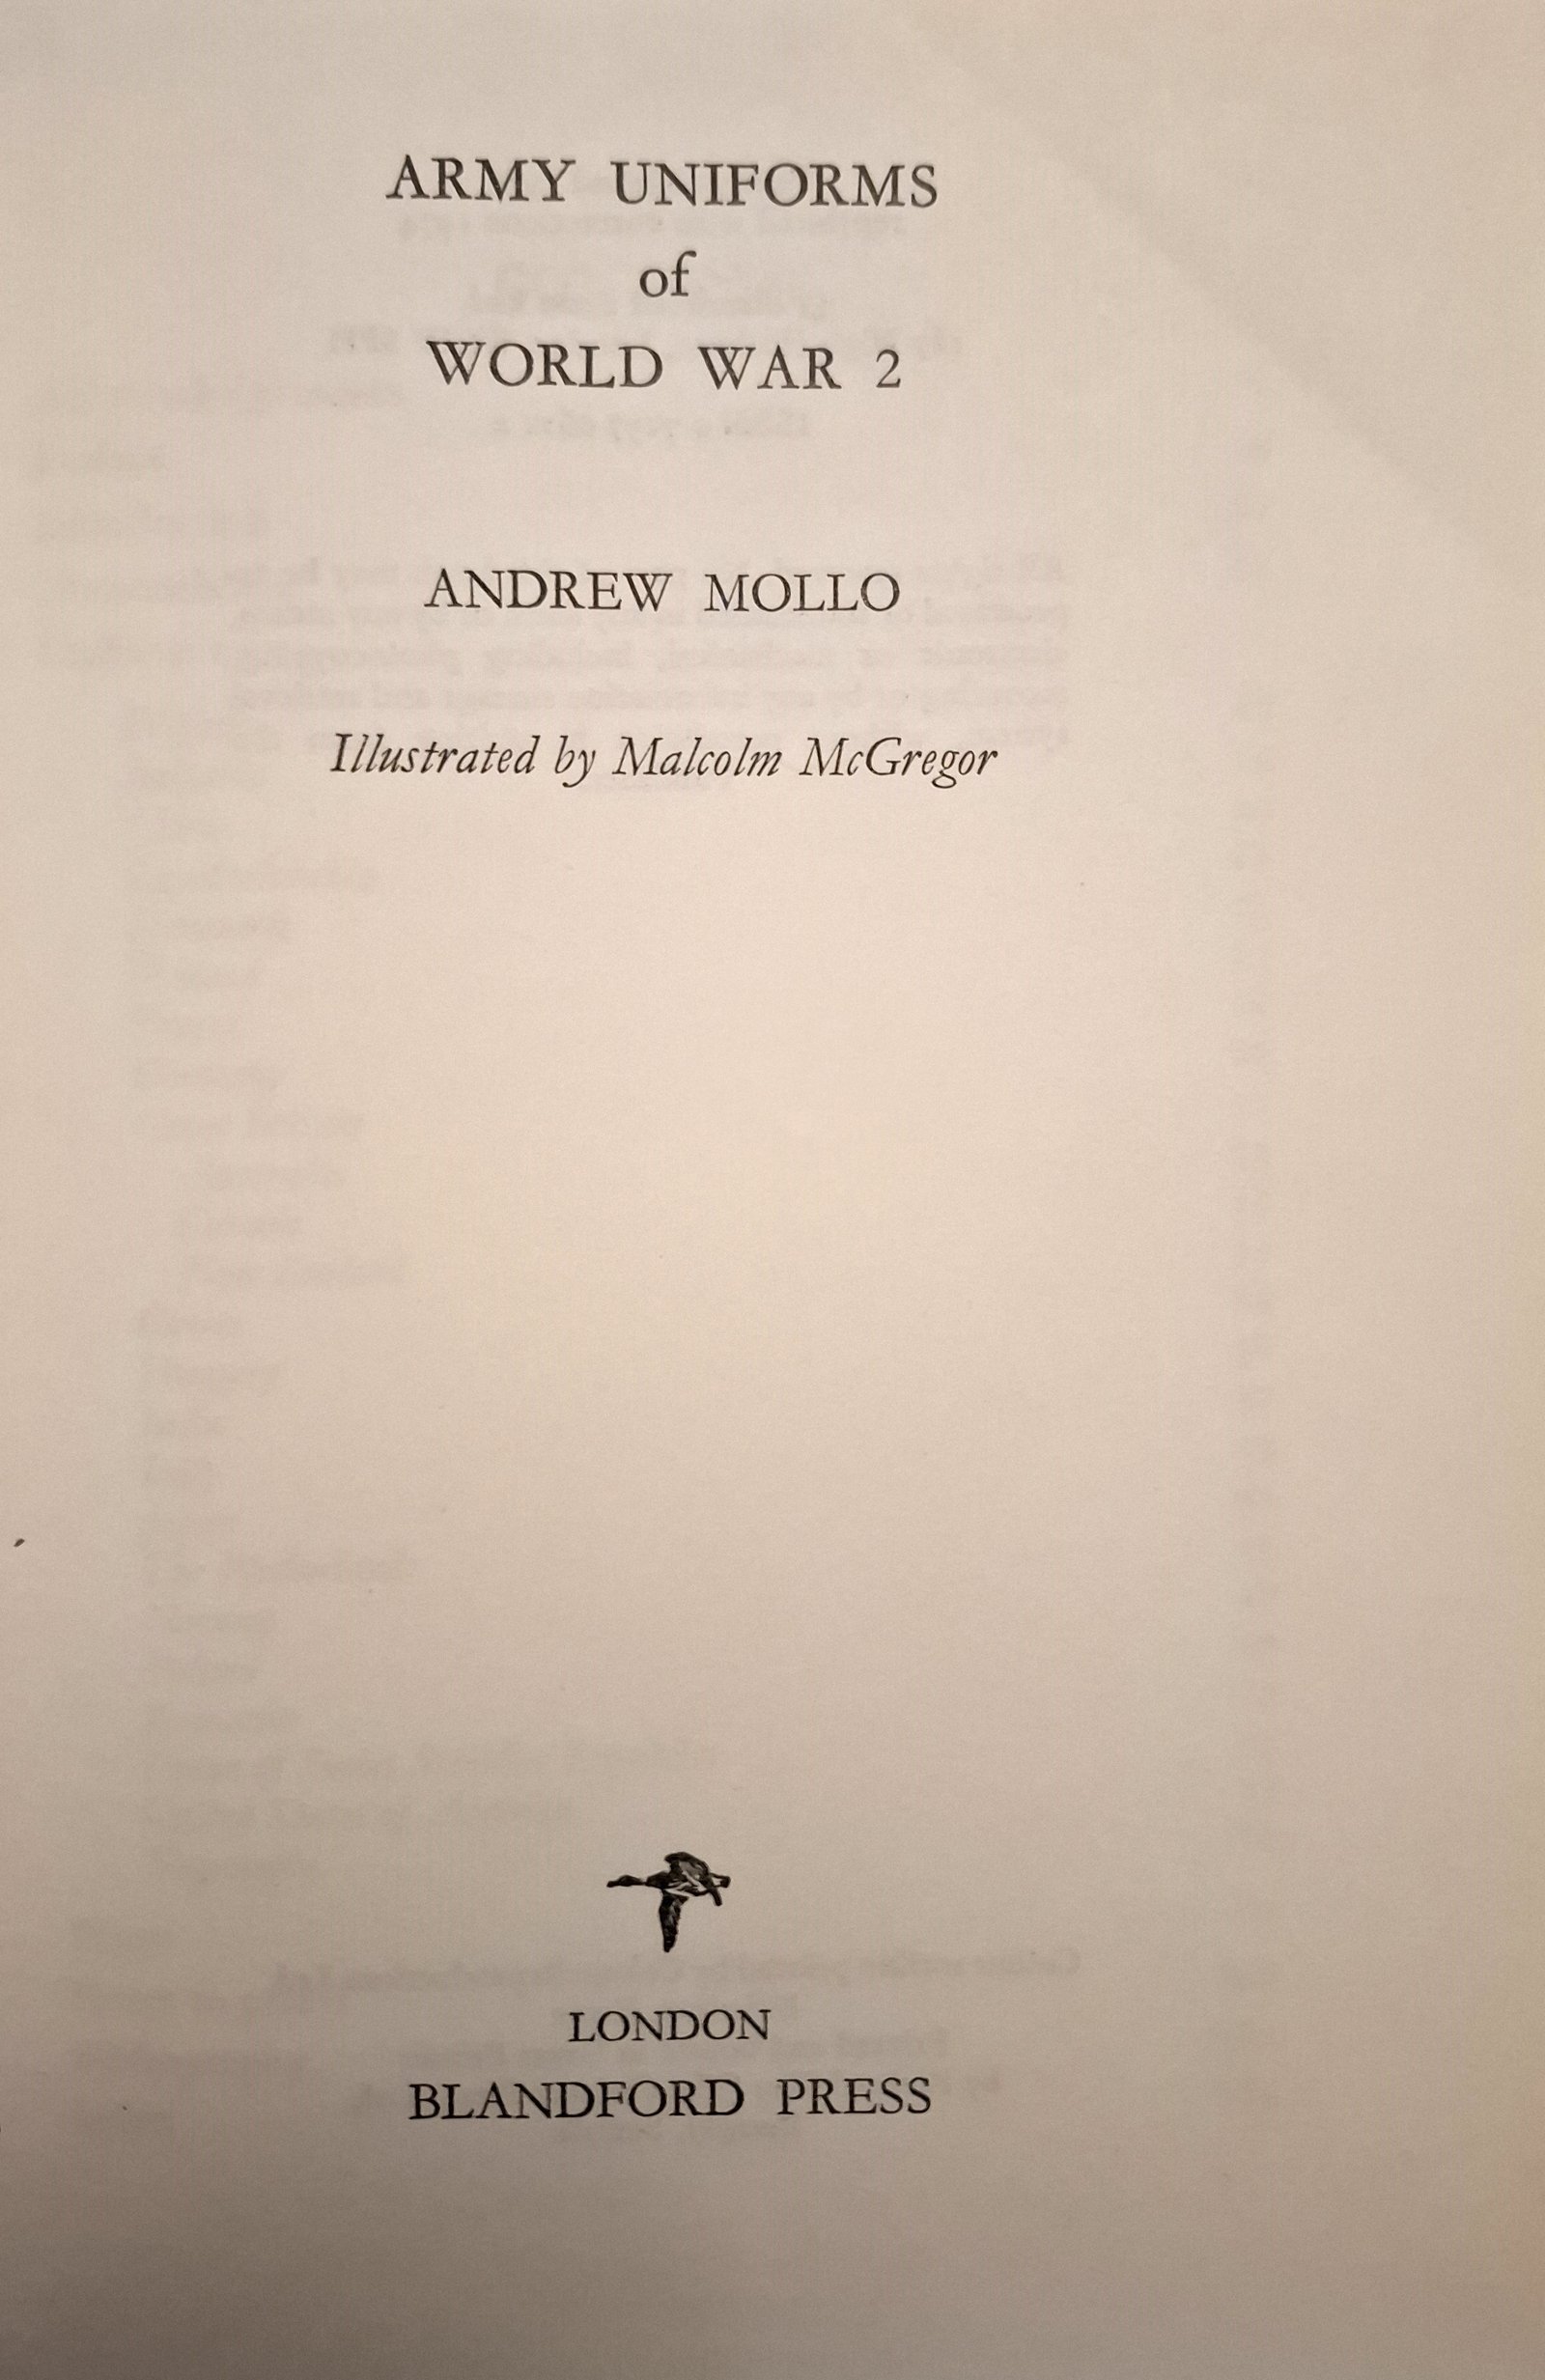 ARMY UNIFORMS
of
WORLD WAR 2
ANDREW MOLLO
Illustrated by Malcolm McGregor
LONDON
BLANDFORD PRESS